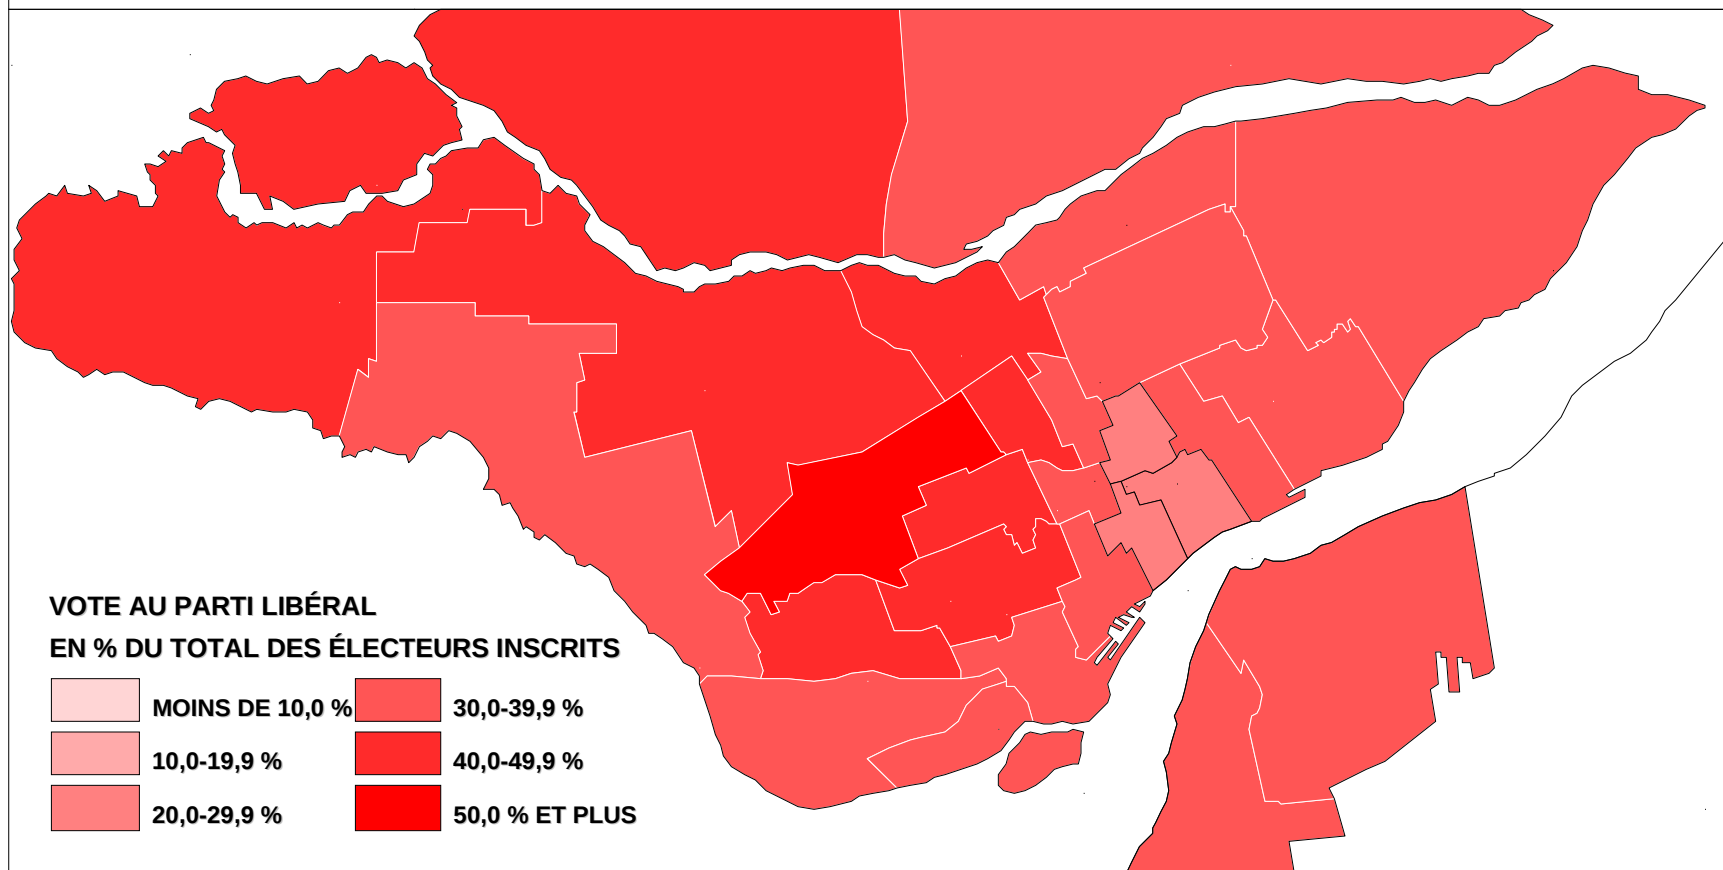 VOTE AU PARTI LIBÉRAL
EN % DU TOTAL DES ÉLECTEURS INSCRITS
MOINS DE 10,0 %
30,0-39,9 %
10,0-19,9 %
40,0-49,9 %
20,0-29,9 %
50,0 % ET PLUS